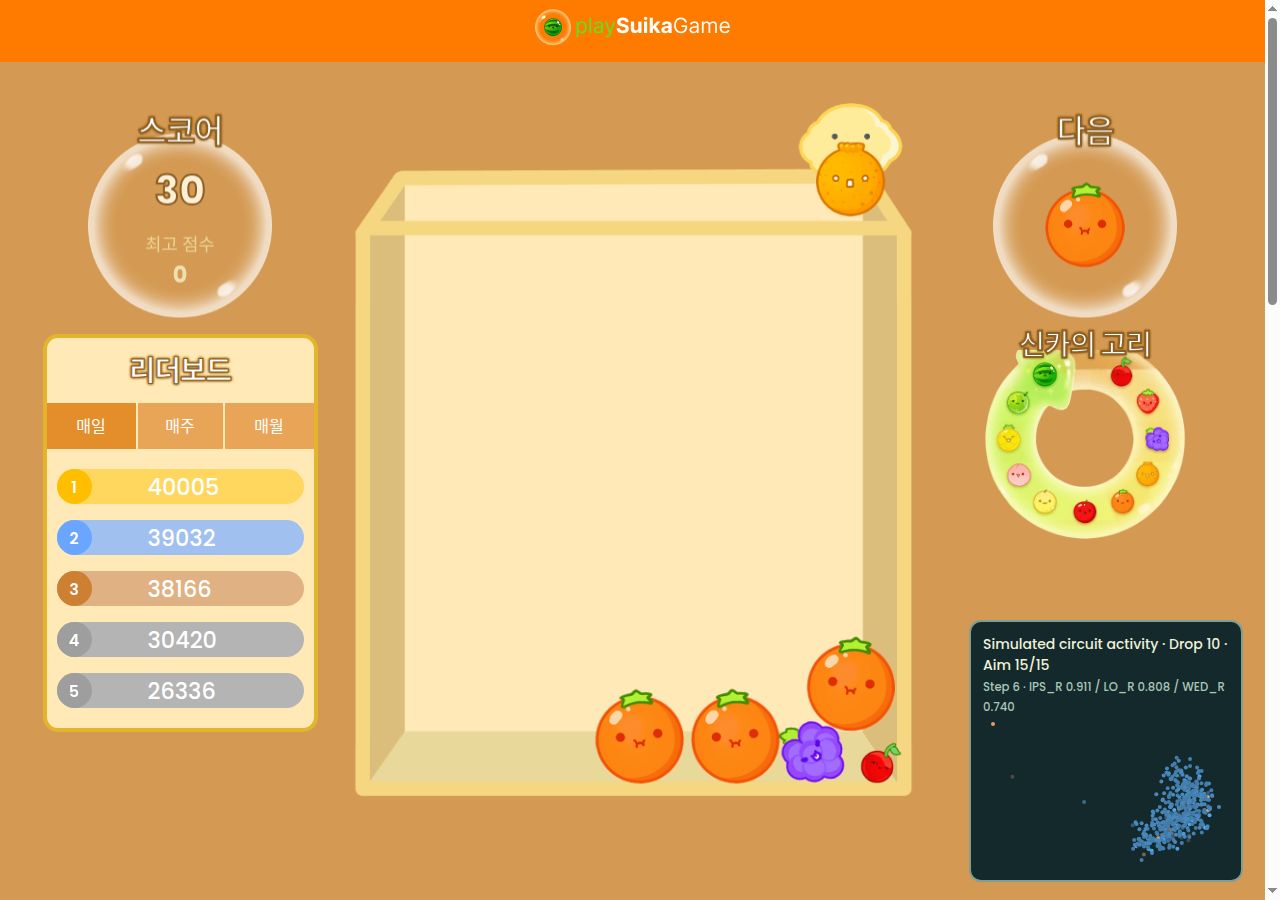 playSuikaGame
스코어
30
최고 점수
0
다음
리더보드
매일 매주 매월
1 40005
2 39032
3 38166
4 30420
5 26336
신카의 고리
Simulated circuit activity · Drop 10 ·
Aim 15/15
Step 6 · IPS_R 0.911 / LO_R 0.808 / WED_R
0.740